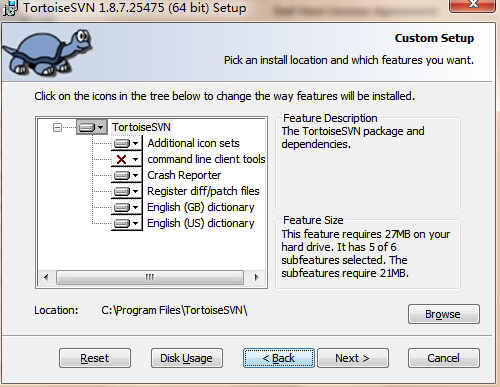 TortoiseSVN 1.8.7.25475 (64 bit) Setup
Custom Setup
Pick an install location and which features you want.
Click on the icons in the tree below to change the way features will be installed.
TortoiseSVN
Additional icon sets
command line client tools
Crash Reporter
Register diff/patch files
English (GB) dictionary
English (US) dictionary
Feature Description
The TortoiseSVN package and
dependencies.
Feature Size
This feature requires 27MB on your
hard drive. It has 5 of 6
subfeatures selected. The
subfeatures require 21MB.
Location: C:\Program Files\TortoiseSVN\
Browse
Reset Disk Usage < Back Next > Cancel